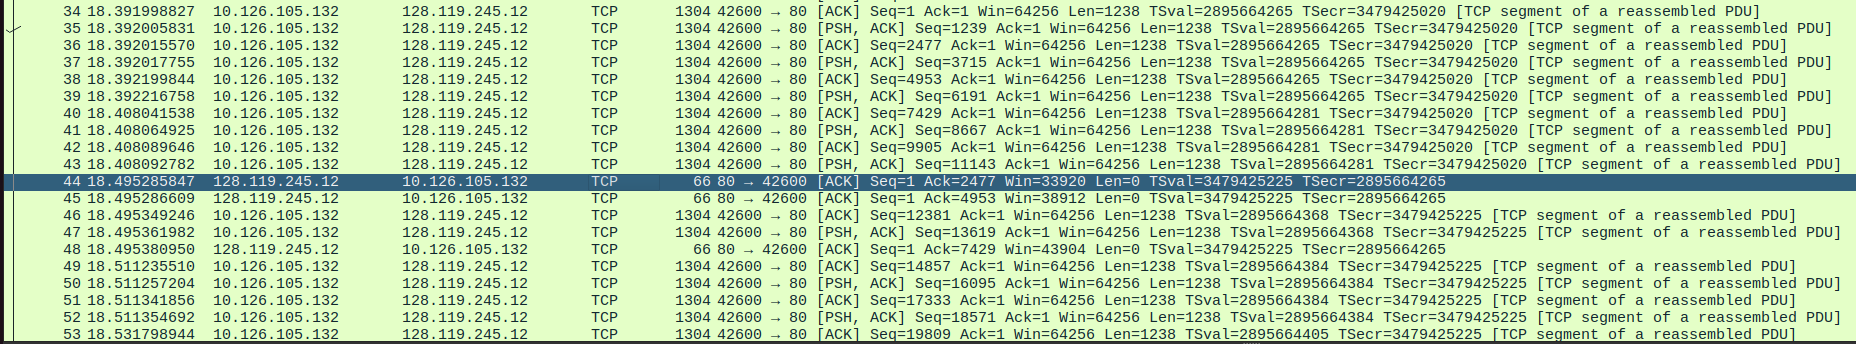 34 18.391998827 10.126.105.132 128.119.245.12 TCP 1304 42600 → 80 [ACK] Seq=1 Ack=1 Win=64256 Len=1238 TSval=2895664265 TSecr=3479425020 [TCP segment of a reassembled PDU]
35 18.392005831 10.126.105.132 128.119.245.12 TCP 1304 42600 → 80 [PSH, ACK] Seq=1239 Ack=1 Win=64256 Len=1238 TSval=2895664265 TSecr=3479425020 [TCP segment of a reassembled PDU]
36 18.392015570 10.126.105.132 128.119.245.12 TCP 1304 42600 → 80 [ACK] Seq=2477 Ack=1 Win=64256 Len=1238 TSval=2895664265 TSecr=3479425020 [TCP segment of a reassembled PDU]
37 18.392017755 10.126.105.132 128.119.245.12 TCP 1304 42600 → 80 [PSH, ACK] Seq=3715 Ack=1 Win=64256 Len=1238 TSval=2895664265 TSecr=3479425020 [TCP segment of a reassembled PDU]
38 18.392199844 10.126.105.132 128.119.245.12 TCP 1304 42600 → 80 [ACK] Seq=4953 Ack=1 Win=64256 Len=1238 TSval=2895664265 TSecr=3479425020 [TCP segment of a reassembled PDU]
39 18.392216758 10.126.105.132 128.119.245.12 TCP 1304 42600 → 80 [PSH, ACK] Seq=6191 Ack=1 Win=64256 Len=1238 TSval=2895664265 TSecr=3479425020 [TCP segment of a reassembled PDU]
40 18.408041538 10.126.105.132 128.119.245.12 TCP 1304 42600 → 80 [ACK] Seq=7429 Ack=1 Win=64256 Len=1238 TSval=2895664281 TSecr=3479425020 [TCP segment of a reassembled PDU]
41 18.408064925 10.126.105.132 128.119.245.12 TCP 1304 42600 → 80 [PSH, ACK] Seq=8667 Ack=1 Win=64256 Len=1238 TSval=2895664281 TSecr=3479425020 [TCP segment of a reassembled PDU]
42 18.408089646 10.126.105.132 128.119.245.12 TCP 1304 42600 → 80 [ACK] Seq=9905 Ack=1 Win=64256 Len=1238 TSval=2895664281 TSecr=3479425020 [TCP segment of a reassembled PDU]
43 18.408092782 10.126.105.132 128.119.245.12 TCP 1304 42600 → 80 [PSH, ACK] Seq=11143 Ack=1 Win=64256 Len=1238 TSval=2895664281 TSecr=3479425020 [TCP segment of a reassembled PDU]
44 18.495285847 128.119.245.12 10.126.105.132 TCP 66 80 → 42600 [ACK] Seq=1 Ack=2477 Win=33920 Len=0 TSval=3479425225 TSecr=2895664265
45 18.495286609 128.119.245.12 10.126.105.132 TCP 66 80 → 42600 [ACK] Seq=1 Ack=4953 Win=38912 Len=0 TSval=3479425225 TSecr=2895664265
46 18.495349246 10.126.105.132 128.119.245.12 TCP 1304 42600 → 80 [ACK] Seq=12381 Ack=1 Win=64256 Len=1238 TSval=2895664368 TSecr=3479425225 [TCP segment of a reassembled PDU]
47 18.495361982 10.126.105.132 128.119.245.12 TCP 1304 42600 → 80 [PSH, ACK] Seq=13619 Ack=1 Win=64256 Len=1238 TSval=2895664368 TSecr=3479425225 [TCP segment of a reassembled PDU]
48 18.495380950 128.119.245.12 10.126.105.132 TCP 66 80 → 42600 [ACK] Seq=1 Ack=7429 Win=43904 Len=0 TSval=3479425225 TSecr=2895664265
49 18.511235510 10.126.105.132 128.119.245.12 TCP 1304 42600 → 80 [ACK] Seq=14857 Ack=1 Win=64256 Len=1238 TSval=2895664384 TSecr=3479425225 [TCP segment of a reassembled PDU]
50 18.511257204 10.126.105.132 128.119.245.12 TCP 1304 42600 → 80 [PSH, ACK] Seq=16095 Ack=1 Win=64256 Len=1238 TSval=2895664384 TSecr=3479425225 [TCP segment of a reassembled PDU]
51 18.511341856 10.126.105.132 128.119.245.12 TCP 1304 42600 → 80 [ACK] Seq=17333 Ack=1 Win=64256 Len=1238 TSval=2895664384 TSecr=3479425225 [TCP segment of a reassembled PDU]
52 18.511354692 10.126.105.132 128.119.245.12 TCP 1304 42600 → 80 [PSH, ACK] Seq=18571 Ack=1 Win=64256 Len=1238 TSval=2895664384 TSecr=3479425225 [TCP segment of a reassembled PDU]
53 18.531798944 10.126.105.132 128.119.245.12 TCP 1304 42600 → 80 [ACK] Seq=19809 Ack=1 Win=64256 Len=1238 TSval=2895664405 TSecr=3479425225 [TCP segment of a reassembled PDU]